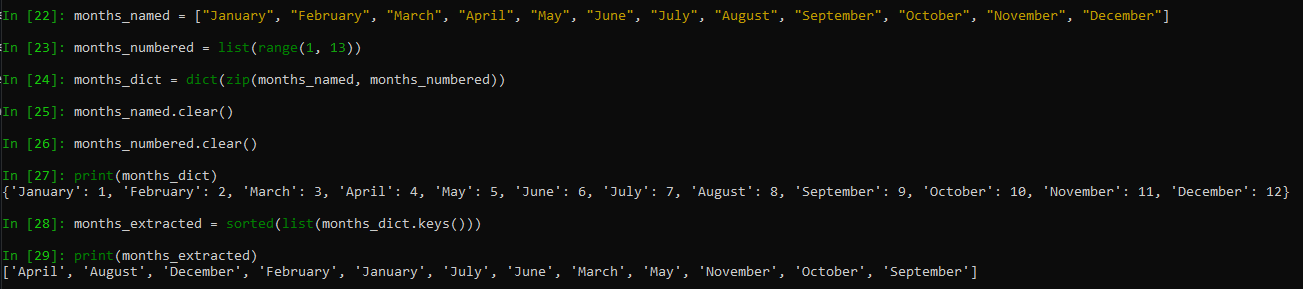 In [22]: months_named = ["January", "February", "March", "April", "May", "June", "July", "August", "September", "October", "November", "December"]
In [23]: months_numbered = list(range(1, 13))
In [24]: months_dict = dict(zip(months_named, months_numbered))
In [25]: months_named.clear()
In [26]: months_numbered.clear()
In [27]: print(months_dict)
{'January': 1, 'February': 2, 'March': 3, 'April': 4, 'May': 5, 'June': 6, 'July': 7, 'August': 8, 'September': 9, 'October': 10, 'November': 11, 'December': 12}
In [28]: months_extracted = sorted(list(months_dict.keys()))
In [29]: print(months_extracted)
['April', 'August', 'December', 'February', 'January', 'July', 'June', 'March', 'May', 'November', 'October', 'September']